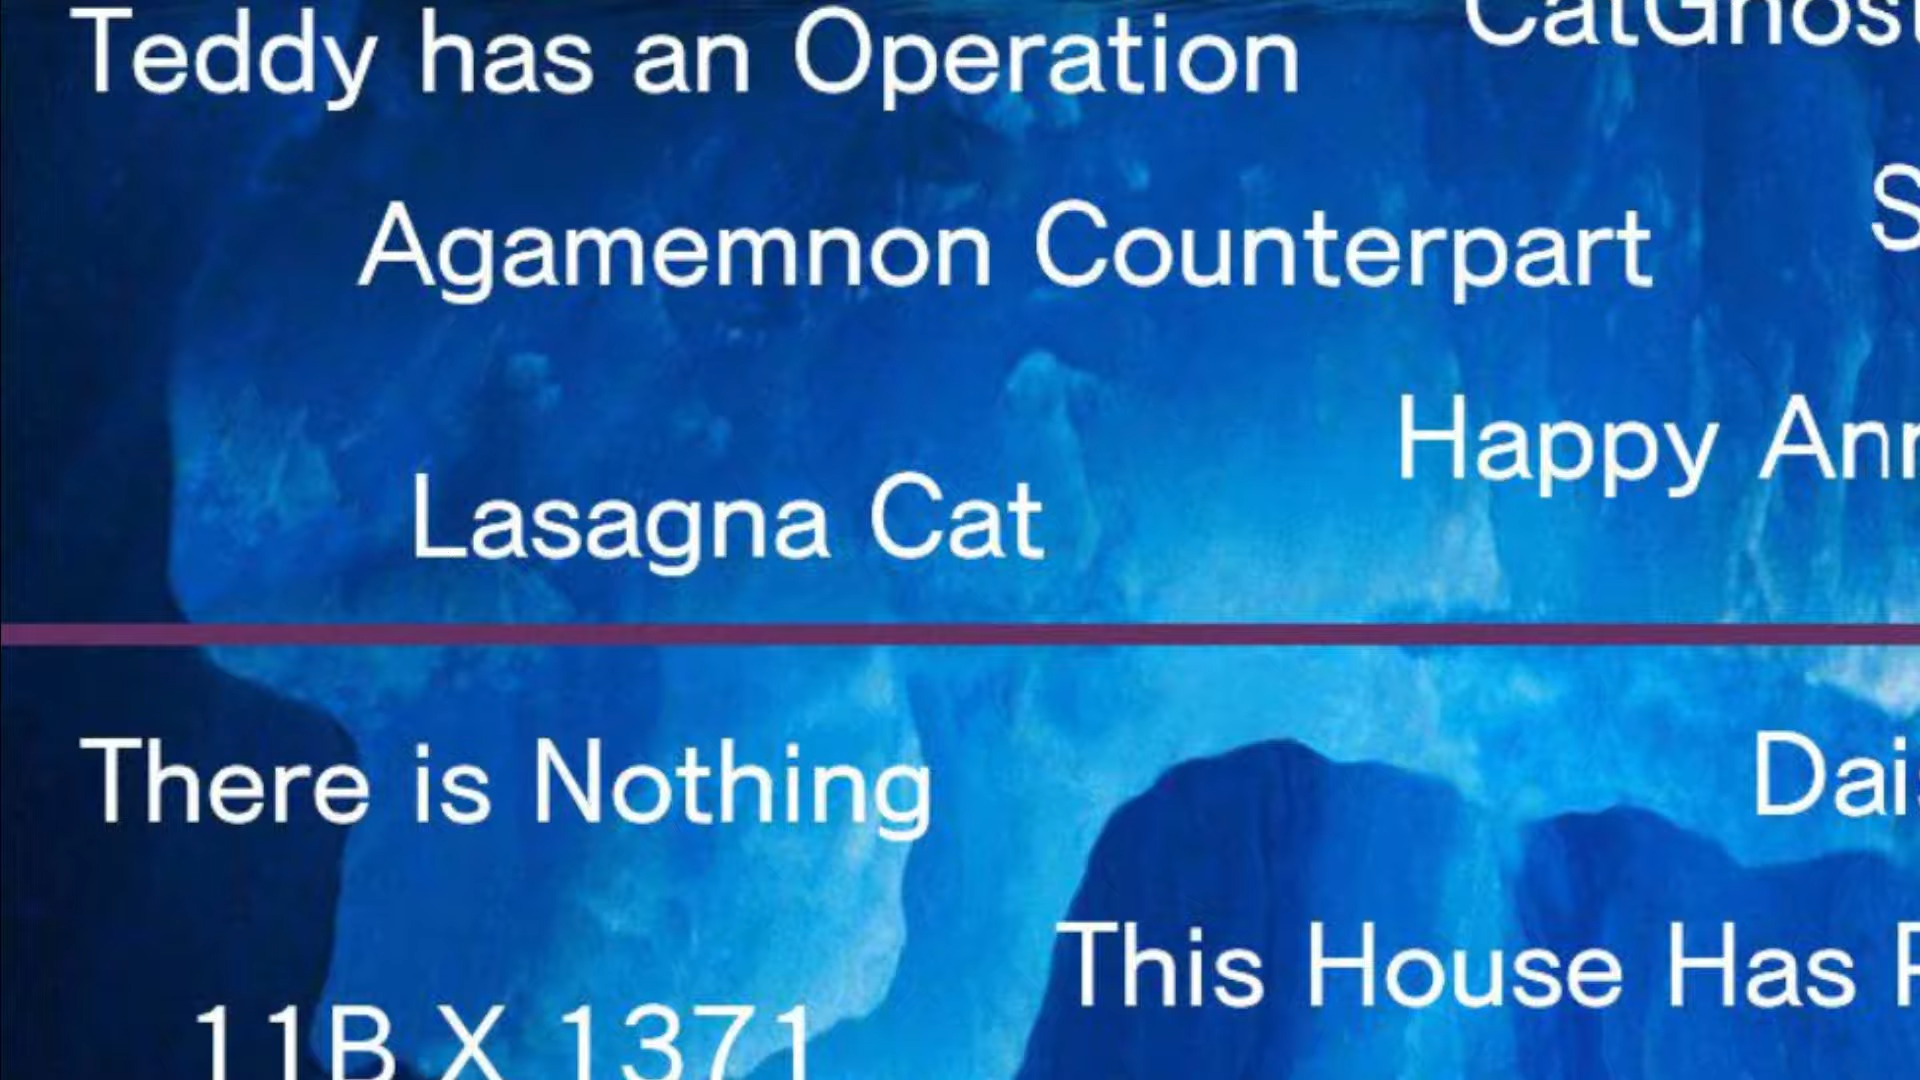 Teddy has an Operation
Agamemnon Counterpart
Happy
Lasagna Cat
There is Nothing
This House Has
11B X 1371